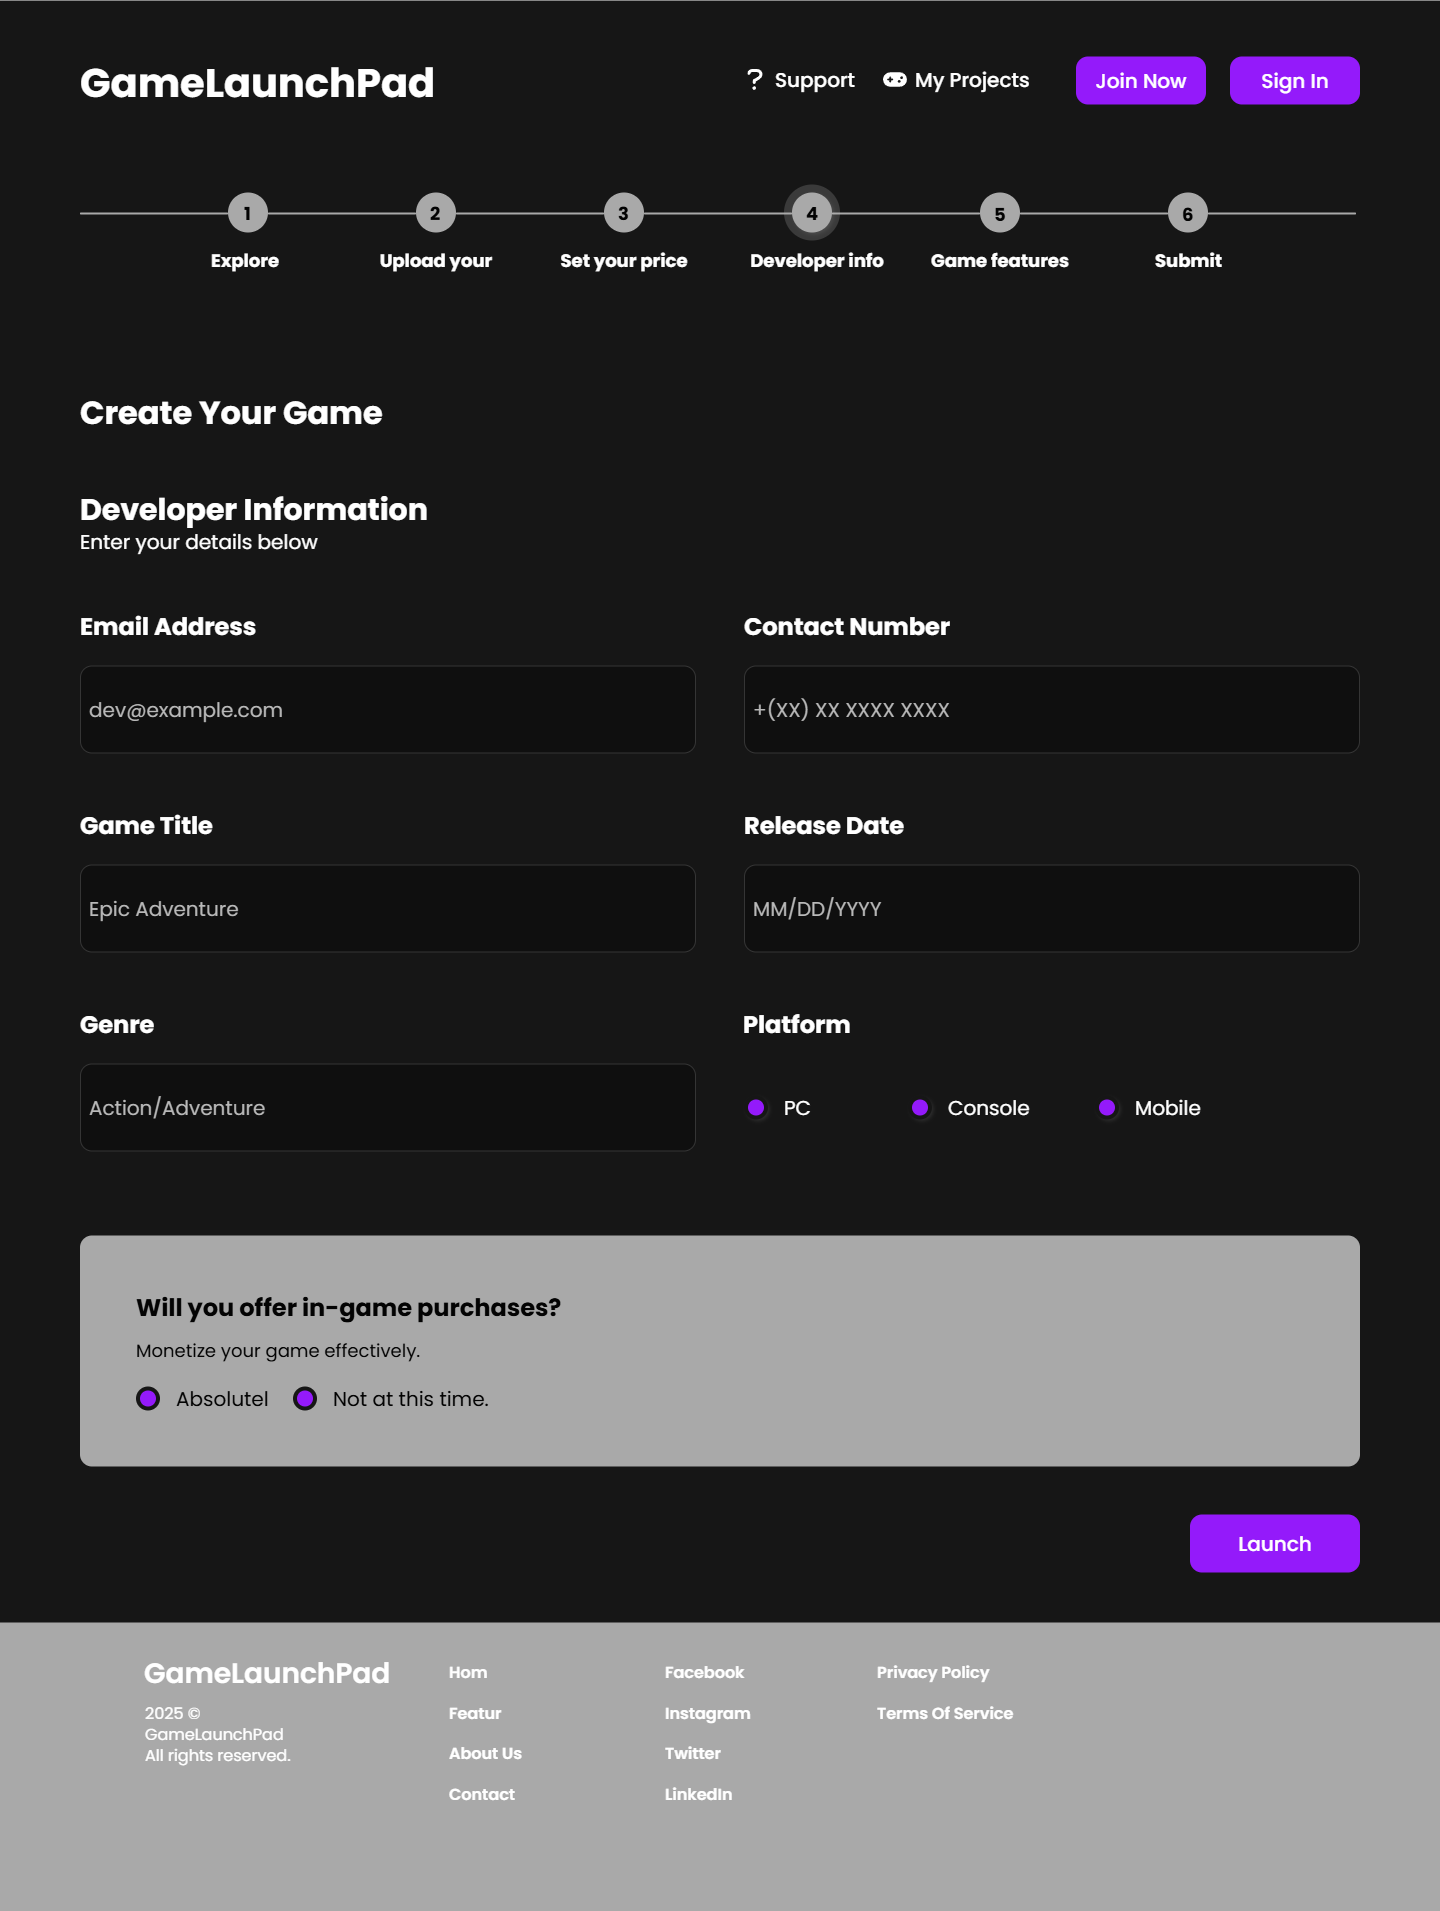 GameLaunchPad
? Support
My Projects
Join Now
Sign In
1
2
3
4
5
6
Explore
Upload your
Set your price
Developer info
Game features
Submit
Create Your Game
Developer Information
Enter your details below
Email Address
Contact Number
dev@example.com
+(XX) XX XXXX XXXX
Game Title
Release Date
Epic Adventure
MM/DD/YYYY
Genre
Platform
Action/Adventure
PC
Console
Mobile
Will you offer in-game purchases?
Monetize your game effectively.
Absolutel
Not at this time.
Launch
GameLaunchPad
2025 ©
GameLaunchPad
All rights reserved.
Hom
Featur
About Us
Contact
Facebook
Instagram
Twitter
LinkedIn
Privacy Policy
Terms Of Service